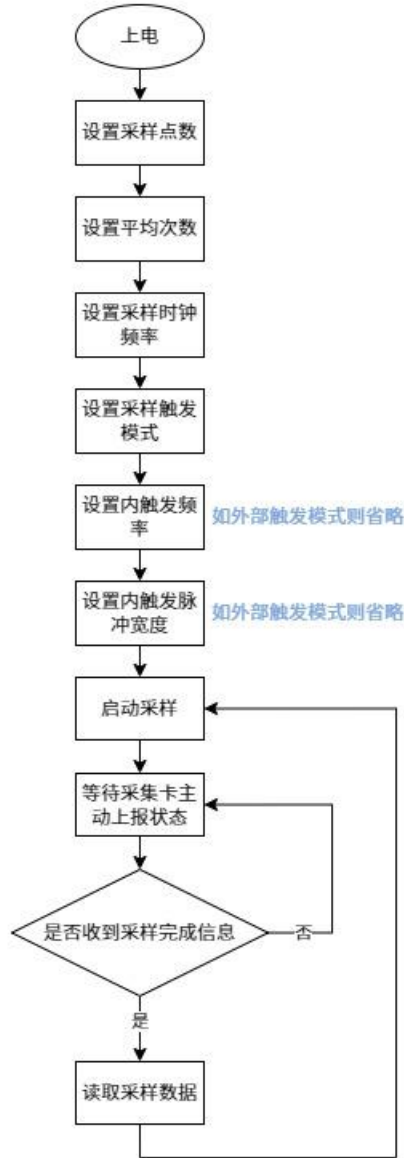 上电
设置采样点数
设置平均次数
设置采样时钟
频率
设置采样触发
模式
设置内触发频
率
如外部触发模式则省略
设置内触发脉
冲宽度
如外部触发模式则省略
启动采样
等待采集卡主
动上报状态
是否收到采样完成信息
否
是
读取采样数据